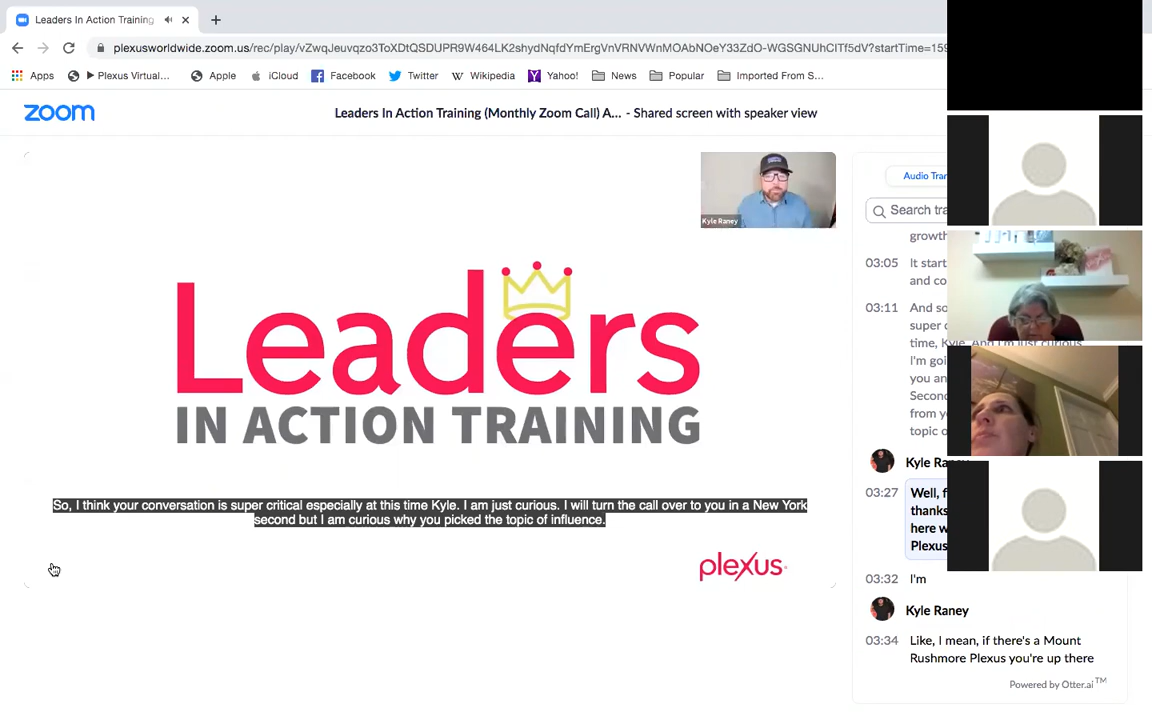 Leaders In Action Training
plexusworldwide.zoom.us/rec/play/vZwqJeuvqzo3ToXDtQSDUPR9W464LK2shydNqfdYmErgVnVRNVWnMOAbNOeY33ZdO-WGSGNUhCITf5dV?startTime=159
Apps
Plexus Virtual...
Apple
iCloud
Facebook
Twitter
Wikipedia
Yahoo!
News
Popular
Imported From S...
zoom
Leaders In Action Training (Monthly Zoom Call) A... - Shared screen with speaker view
Kyle Raney
Leaders
IN ACTION TRAINING
So, I think your conversation is super critical especially at this time Kyle. I am just curious. I will turn the call over to you in a New York
second but I am curious why you picked the topic of influence.
plexus
Audio Tran
Search tra
growth
03:05 It start
and co
03:11 And so
super c
time, Kyle. And I'm just curious
I'm goi
you an
Second
from y
topic o
Kyle Raney
03:27 Well, f
thanks
here w
Plexus
03:32 I'm
Kyle Raney
03:34 Like, I mean, if there's a Mount
Rushmore Plexus you're up there
Powered by Otter.ai™